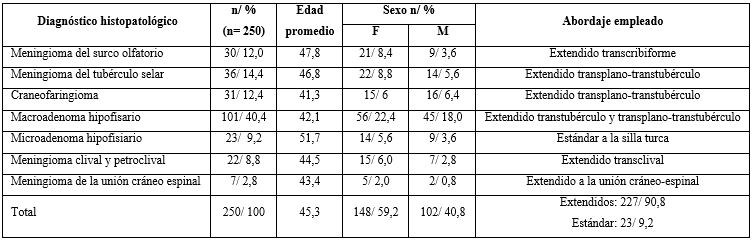 Diagnóstico histopatológico n/ % (n= 250) Edad promedio Sexo n/ % F M Abordaje empleado
Meningioma del surco olfatorio 30/ 12,0 47,8 21/ 8,4 9/ 3,6 Extendido transcribiforme
Meningioma del tubérculo selar 36/ 14,4 46,8 22/ 8,8 14/ 5,6 Extendido transplano-transtubérculo
Craneofaringioma 31/ 12,4 41,3 15/ 6 16/ 6,4 Extendido transplano-transtubérculo
Macroadenoma hipofisario 101/ 40,4 42,1 56/ 22,4 45/ 18,0 Extendido transtubérculo y transplano-transtubérculo
Microadenoma hipofisiario 23/ 9,2 51,7 14/ 5,6 9/ 3,6 Estándar a la silla turca
Meningioma clival y petroclival 22/ 8,8 44,5 15/ 6,0 7/ 2,8 Extendido transclival
Meningioma de la unión cráneo espinal 7/ 2,8 43,4 5/ 2,0 2/ 0,8 Extendido a la unión cráneo-espinal
Total 250/ 100 45,3 148/ 59,2 102/ 40,8 Extendidos: 227/ 90,8
Estándar: 23/ 9,2